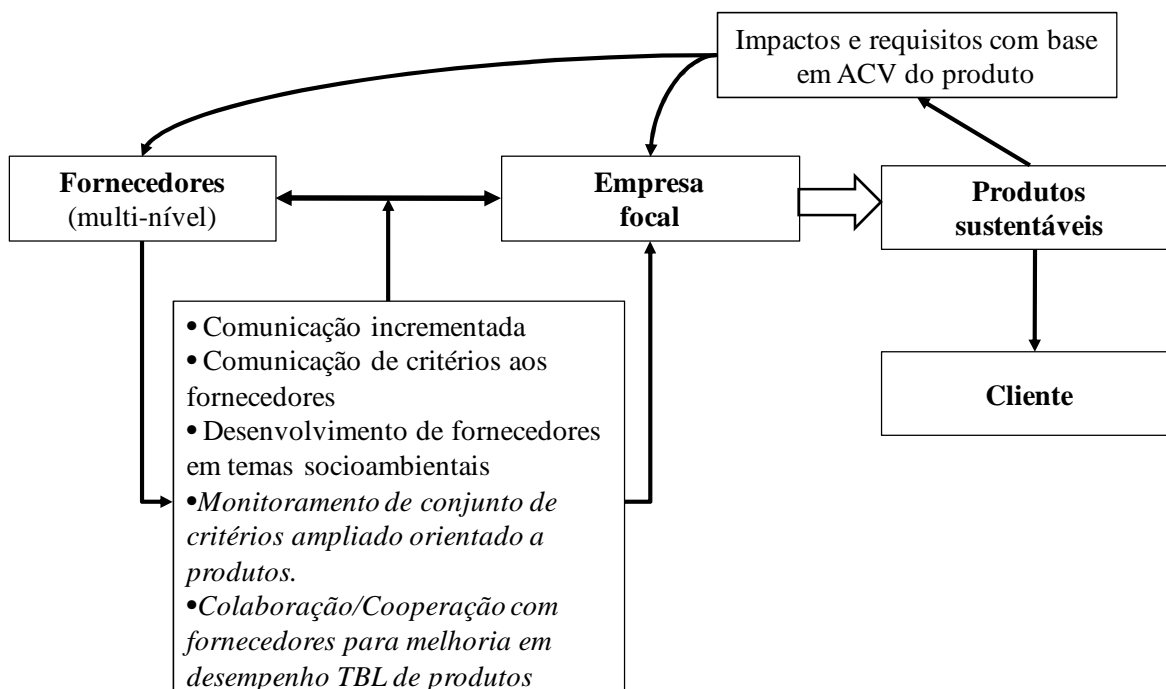 Impactos e requisitos com base
em ACV do produto
Fornecedores
(multi-nível)
Empresa
focal
Produtos
sustentáveis
• Comunicação incrementada
• Comunicação de critérios aos
fornecedores
• Desenvolvimento de fornecedores
em temas socioambientais
•Monitoramento de conjunto de
critérios ampliado orientado a
produtos.
•Colaboração/Cooperação com
fornecedores para melhoria em
desempenho TBL de produtos
Cliente